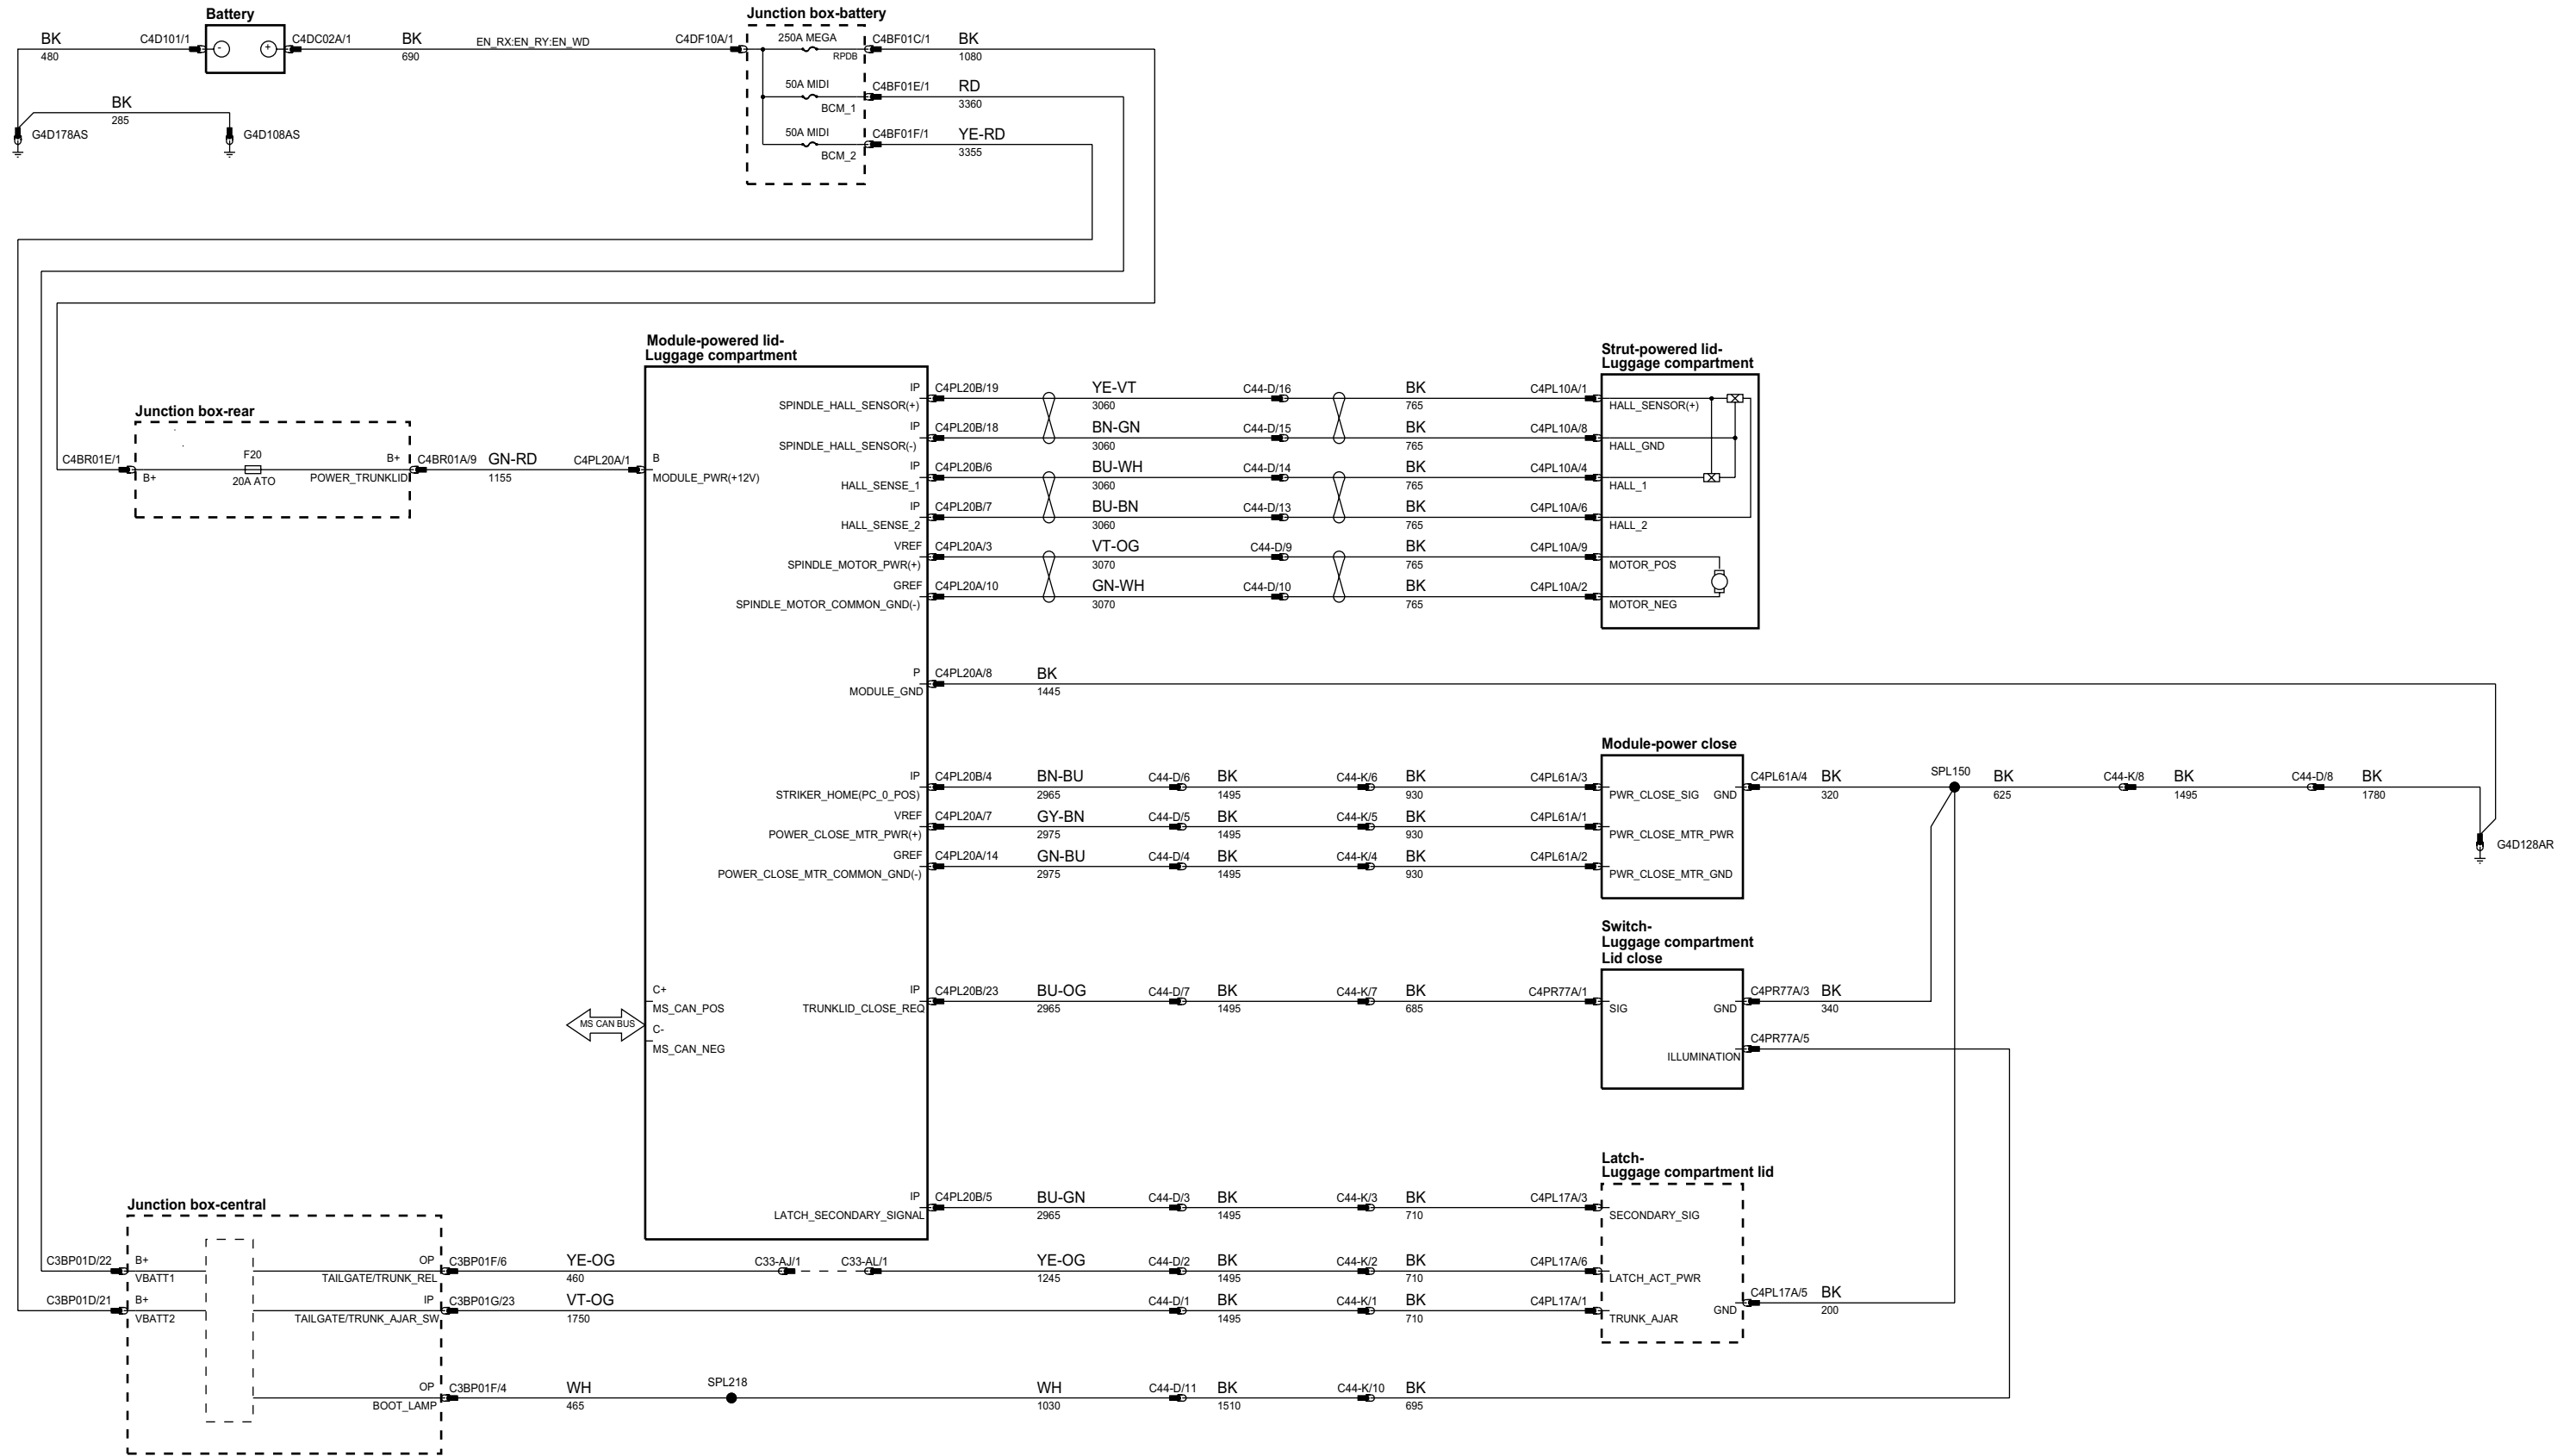 Battery
Junction box-battery
BK
480
C4D101/1
-
+
C4DC02A/1
BK
690
EN_RX:EN_RY:EN_WD
C4DF10A/1
250A MEGA
RPDB
C4BF01C/1
BK
1080
50A MIDI
BCM_1
C4BF01E/1
RD
3360
BK
285
G4D178AS
G4D108AS
50A MIDI
BCM_2
C4BF01F/1
YE-RD
3355
Module-powered lid-
Luggage compartment
Strut-powered lid-
Luggage compartment
Junction box-rear
C4BR01E/1
B+
F20
20A ATO
B+
POWER_TRUNKLID
C4BR01A/9
GN-RD
1155
C4PL20A/1
B
MODULE_PWR(+12V)
IP
SPINDLE_HALL_SENSOR(+)
C4PL20B/19
YE-VT
3060
C44-D/16
BK
765
C4PL10A/1
HALL_SENSOR(+)
IP
SPINDLE_HALL_SENSOR(-)
C4PL20B/18
BN-GN
3060
C44-D/15
BK
765
C4PL10A/8
HALL_GND
IP
HALL_SENSE_1
C4PL20B/6
BU-WH
3060
C44-D/14
BK
765
C4PL10A/4
HALL_1
IP
HALL_SENSE_2
C4PL20B/7
BU-BN
3060
C44-D/13
BK
765
C4PL10A/6
HALL_2
VREF
SPINDLE_MOTOR_PWR(+)
C4PL20A/3
VT-OG
3070
C44-D/9
BK
765
C4PL10A/9
MOTOR_POS
GREF
SPINDLE_MOTOR_COMMON_GND(-)
C4PL20A/10
GN-WH
3070
C44-D/10
BK
765
C4PL10A/2
MOTOR_NEG
P
MODULE_GND
C4PL20A/8
BK
1445
Module-power close
IP
STRIKER_HOME(PC_0_POS)
C4PL20B/4
BN-BU
2965
C44-D/6
BK
1495
C44-K/6
BK
930
C4PL61A/3
PWR_CLOSE_SIG
GND
C4PL61A/4
BK
320
SPL150
BK
625
C44-K/8
BK
1495
C44-D/8
BK
1780
VREF
POWER_CLOSE_MTR_PWR(+)
C4PL20A/7
GY-BN
2975
C44-D/5
BK
1495
C44-K/5
BK
930
C4PL61A/1
PWR_CLOSE_MTR_PWR
G4D128AR
GREF
POWER_CLOSE_MTR_COMMON_GND(-)
C4PL20A/14
GN-BU
2975
C44-D/4
BK
1495
C44-K/4
BK
930
C4PL61A/2
PWR_CLOSE_MTR_GND
Switch-
Luggage compartment
Lid close
C+
MS_CAN_POS
MS CAN BUS
C-
MS_CAN_NEG
IP
TRUNKLID_CLOSE_REQ
C4PL20B/23
BU-OG
2965
C44-D/7
BK
1495
C44-K/7
BK
685
C4PR77A/1
SIG
GND
C4PR77A/3
BK
340
ILLUMINATION
C4PR77A/5
Latch-
Luggage compartment lid
IP
LATCH_SECONDARY_SIGNAL
C4PL20B/5
BU-GN
2965
C44-D/3
BK
1495
C44-K/3
BK
710
C4PL17A/3
SECONDARY_SIG
Junction box-central
C3BP01D/22
B+
VBATT1
OP
TAILGATE/TRUNK_REL
C3BP01F/6
YE-OG
460
C33-AJ/1
C33-AL/1
YE-OG
1245
C44-D/2
BK
1495
C44-K/2
BK
710
C4PL17A/6
LATCH_ACT_PWR
C3BP01D/21
B+
VBATT2
IP
TAILGATE/TRUNK_AJAR_SW
C3BP01G/23
VT-OG
1750
C44-D/1
BK
1495
C44-K/1
BK
710
C4PL17A/1
TRUNK_AJAR
GND
C4PL17A/5
BK
200
OP
BOOT_LAMP
C3BP01F/4
WH
465
SPL218
WH
1030
C44-D/11
BK
1510
C44-K/10
BK
695